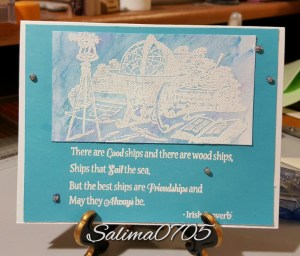 There are Good ships and there are wood ships,
Ships that Sail the sea,
But the best ships are Friendships and
May they Always be.
-Irish
Salima0705